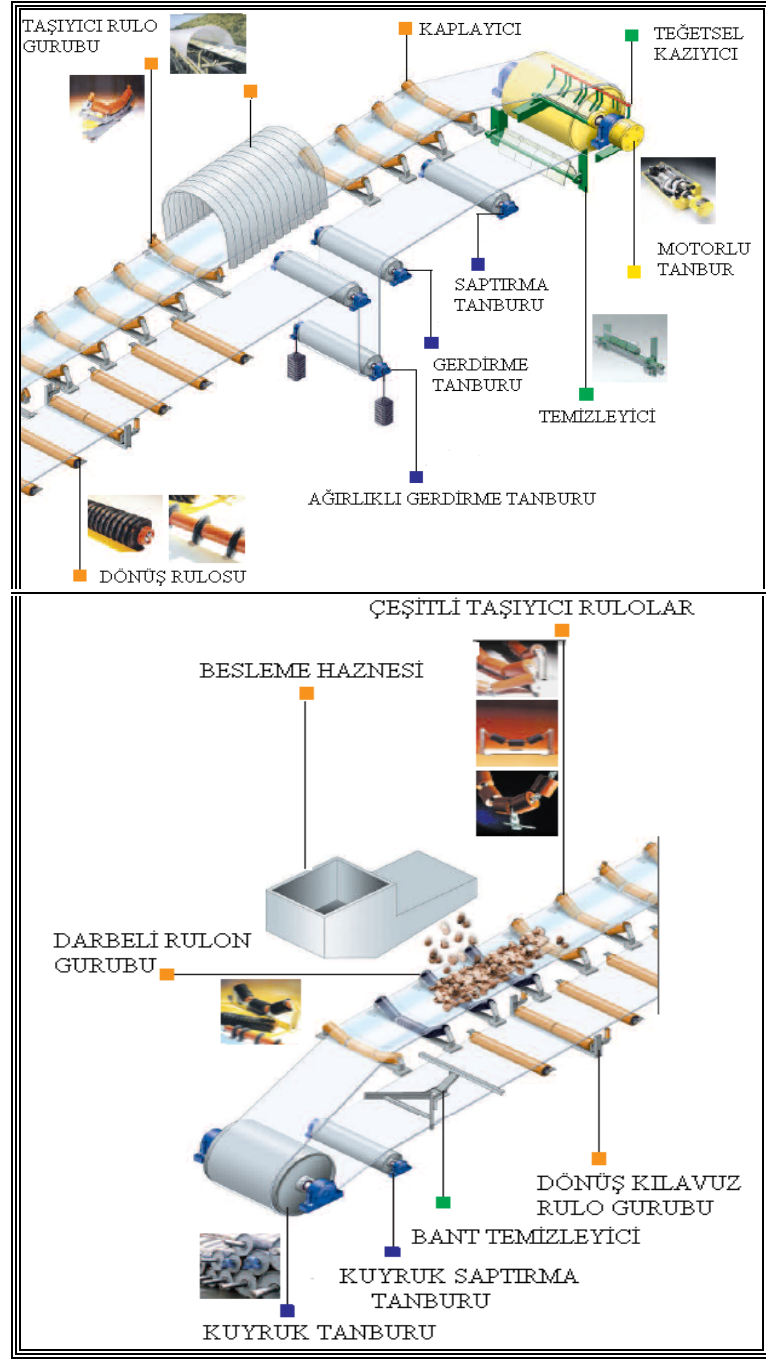 TAŞIYICI RULO
GURUBU
KAPLAYICI
TEĞETSEL
KAZIYICI
MOTORLU
TANBUR
SAPTIRMA
TANBURU
GERDİRME
TANBURU
TEMİZLEYİCİ
AĞIRLIKLI GERDİRME TANBURU
DÖNÜŞ RULOSU
ÇEŞİTLİ TAŞIYICI RULOLAR
BESLEME HAZNESİ
DARBELİ RULON
GURUBU
DÖNÜŞ KILAVUZ
RULO GURUBU
BANT TEMİZLEYİCİ
KUYRUK SAPTIRMA
TANBURU
KUYRUK TANBURU